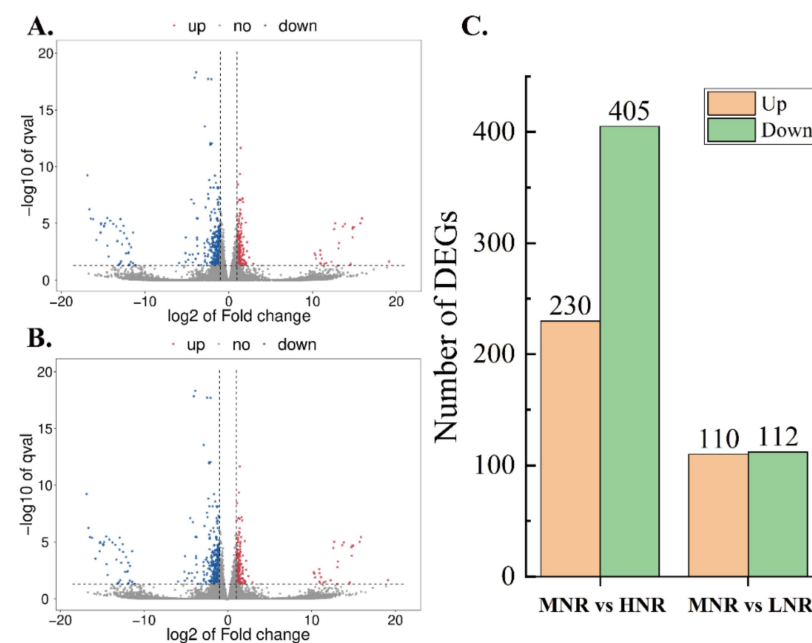 A.
· up · no · down
20
15
10
5
0
−20 −10 0 10 20
−log10 of qval
log2 of Fold change
B.
· up · no · down
20
15
10
5
0
−20 −10 0 10 20
−log10 of qval
log2 of Fold change
C.
Up
Down
Number of DEGs
400
300
200
100
0
230 405
110 112
MNR vs HNR MNR vs LNR